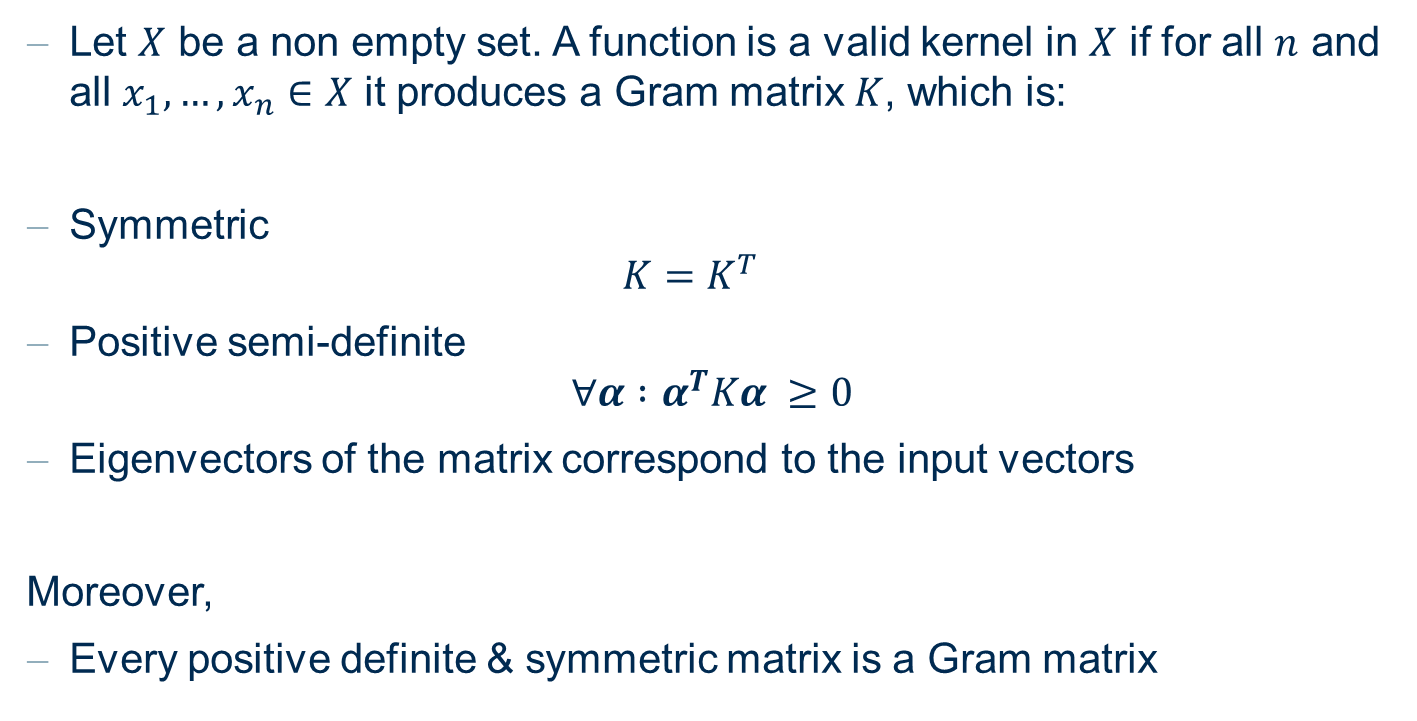 – Let X be a non empty set. A function is a valid kernel in X if for all n and
all x₁, …, xₙ ∈ X it produces a Gram matrix K, which is:
– Symmetric
K = Kᵀ
– Positive semi-definite
∀α : αᵀKα ≥ 0
– Eigenvectors of the matrix correspond to the input vectors
Moreover,
– Every positive definite & symmetric matrix is a Gram matrix